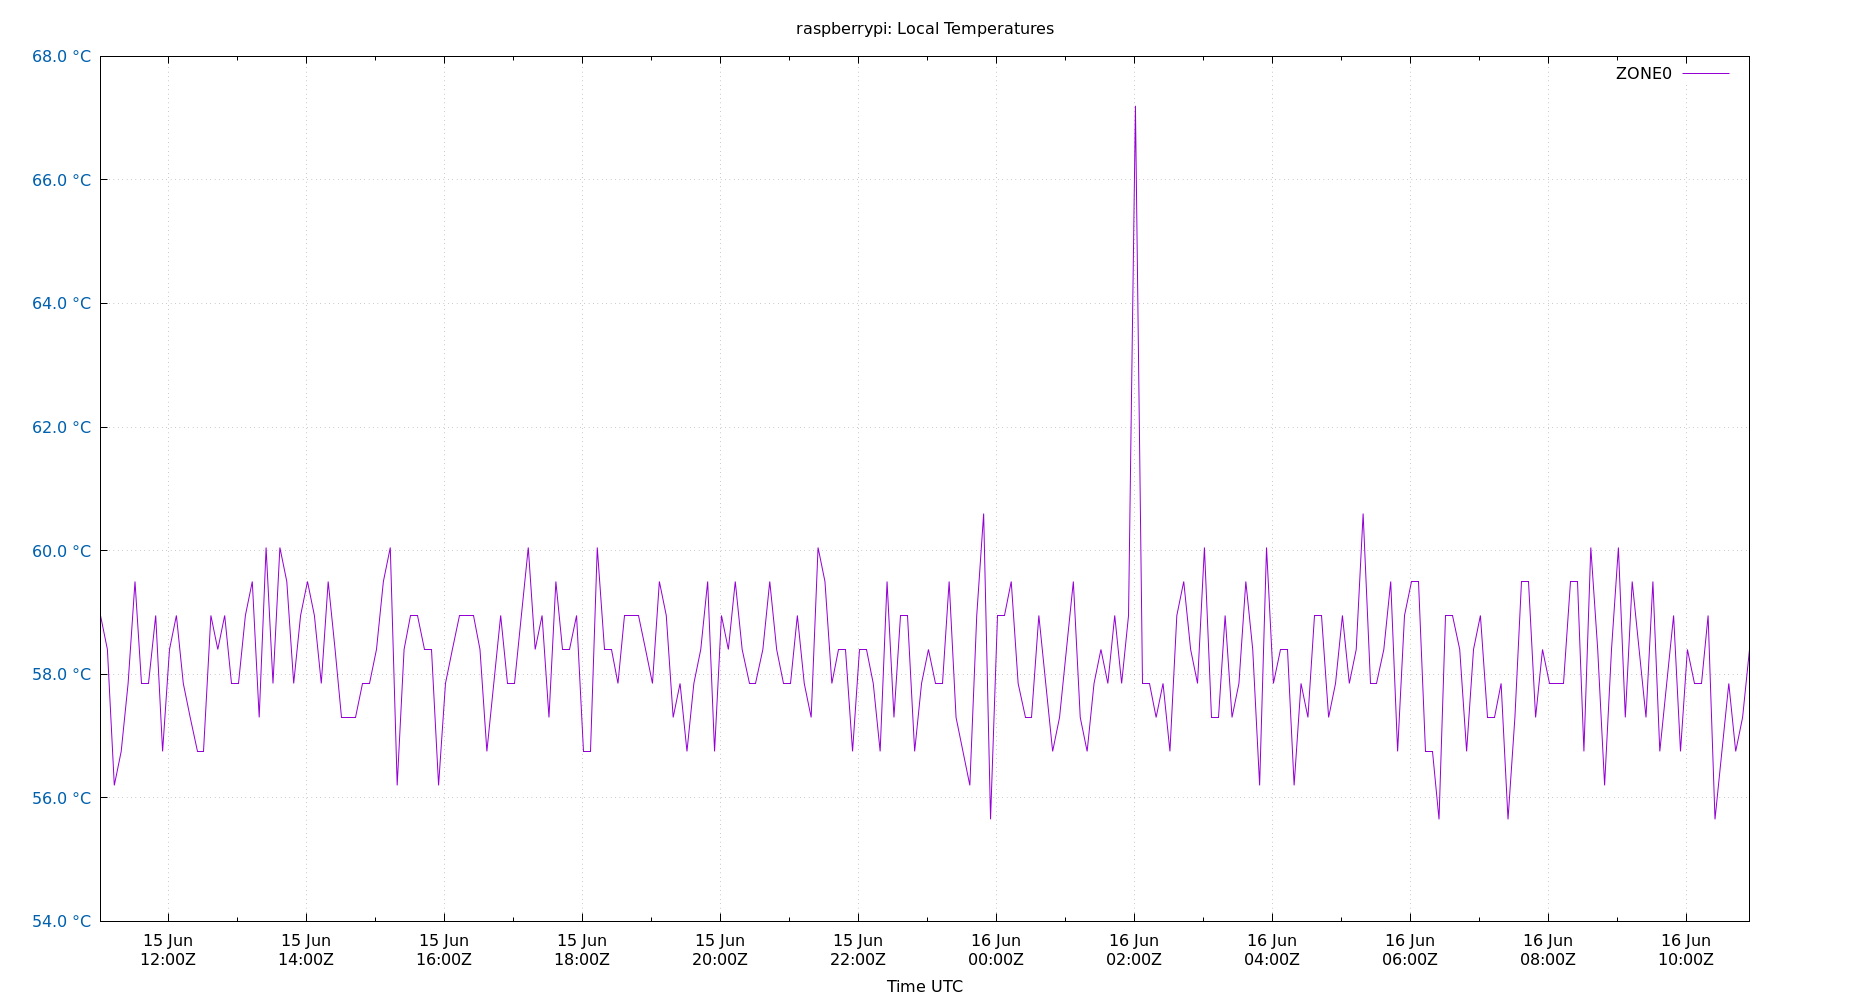 raspberrypi: Local Temperatures
68.0 °C
ZONE0
66.0 °C
64.0 °C
62.0 °C
60.0 °C
58.0 °C
56.0 °C
54.0 °C
15 Jun 15 Jun 15 Jun 15 Jun 15 Jun 15 Jun 16 Jun 16 Jun 16 Jun 16 Jun 16 Jun 16 Jun
12:00Z 14:00Z 16:00Z 18:00Z 20:00Z 22:00Z 00:00Z 02:00Z 04:00Z 06:00Z 08:00Z 10:00Z
Time UTC